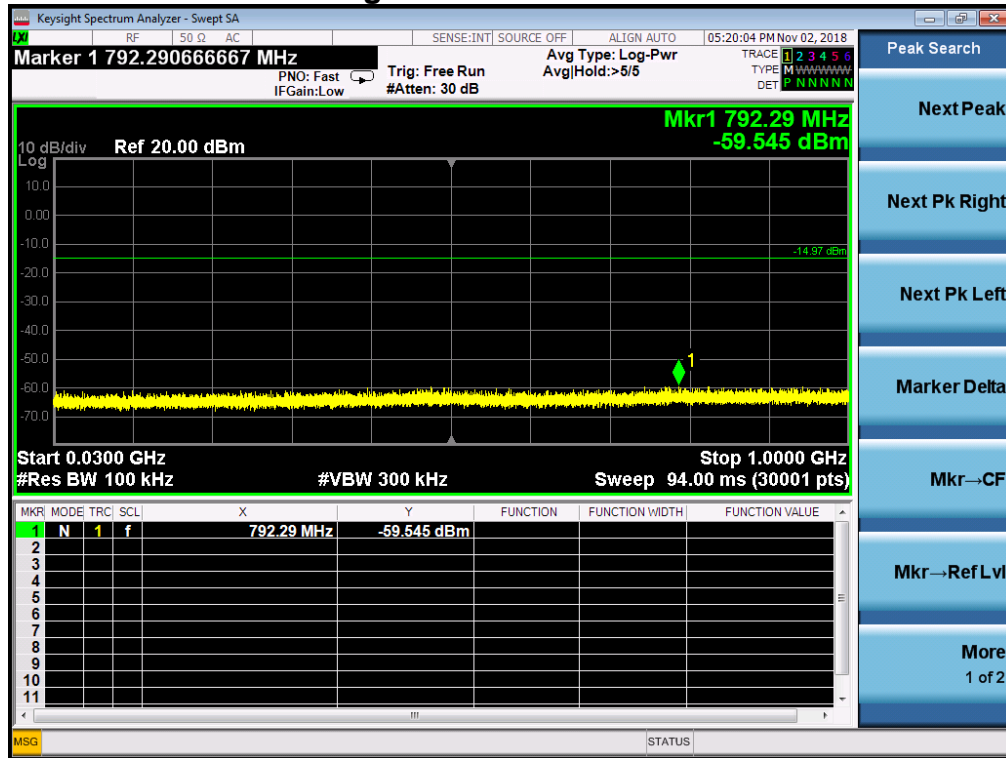 Keysight Spectrum Analyzer - Swept SA
LXI RF 50 Ω AC SENSE:INT SOURCE OFF ALIGN AUTO 05:20:04 PM Nov 02, 2018
Marker 1 792.290666667 MHz
PNO: Fast
IFGain:Low
Trig: Free Run
#Atten: 30 dB
Avg Type: Log-Pwr
Avg|Hold:>5/5
TRACE 1 2 3 4 5 6
TYPE M WWWWW
DET P N N N N N
Mkr1 792.29 MHz
-59.545 dBm
10 dB/div Ref 20.00 dBm
Log
10.0
0.00
-10.0
-14.97 dBm
-20.0
-30.0
-40.0
-50.0
1
-60.0
-70.0
Start 0.0300 GHz Stop 1.0000 GHz
#Res BW 100 kHz #VBW 300 kHz Sweep 94.00 ms (30001 pts)
MKR MODE TRC SCL X Y FUNCTION FUNCTION WIDTH FUNCTION VALUE
1 N 1 f 792.29 MHz -59.545 dBm
2
3
4
5
6
7
8
9
10
11
MSG STATUS
Peak Search
Next Peak
Next Pk Right
Next Pk Left
Marker Delta
Mkr→CF
Mkr→Ref Lvl
More
1 of 2